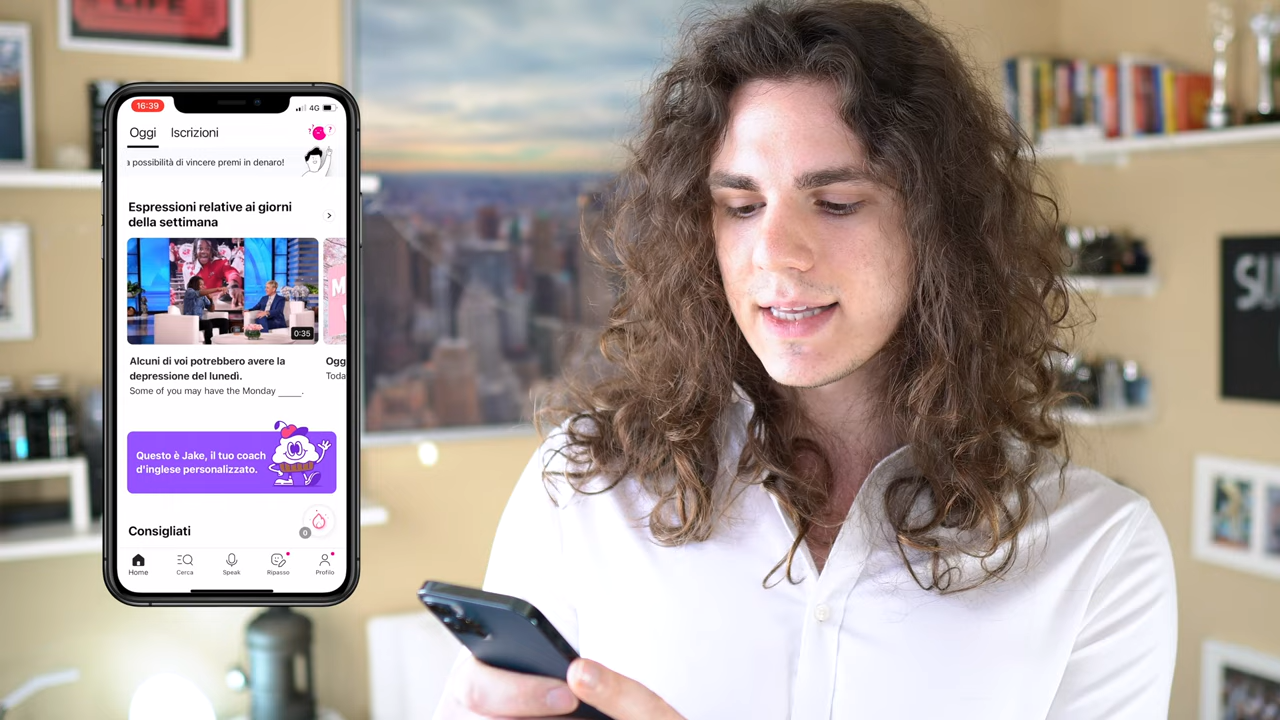 LIFE
16:39
4G
Oggi Iscrizioni
a possibilità di vincere premi in denaro!
Espressioni relative ai giorni
della settimana
0:35
M
Alcuni di voi potrebbero avere la
depressione del lunedì.
Some of you may have the Monday _____.
Ogg
Toda
Questo è Jake, il tuo coach
d'inglese personalizzato.
Consigliati
0
Home Cerca Speak Ripasso Profilo
SU